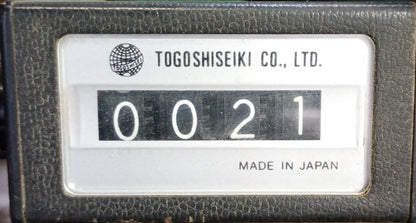 TOGOSHISEIKI CO., LTD.
0021
MADE IN JAPAN